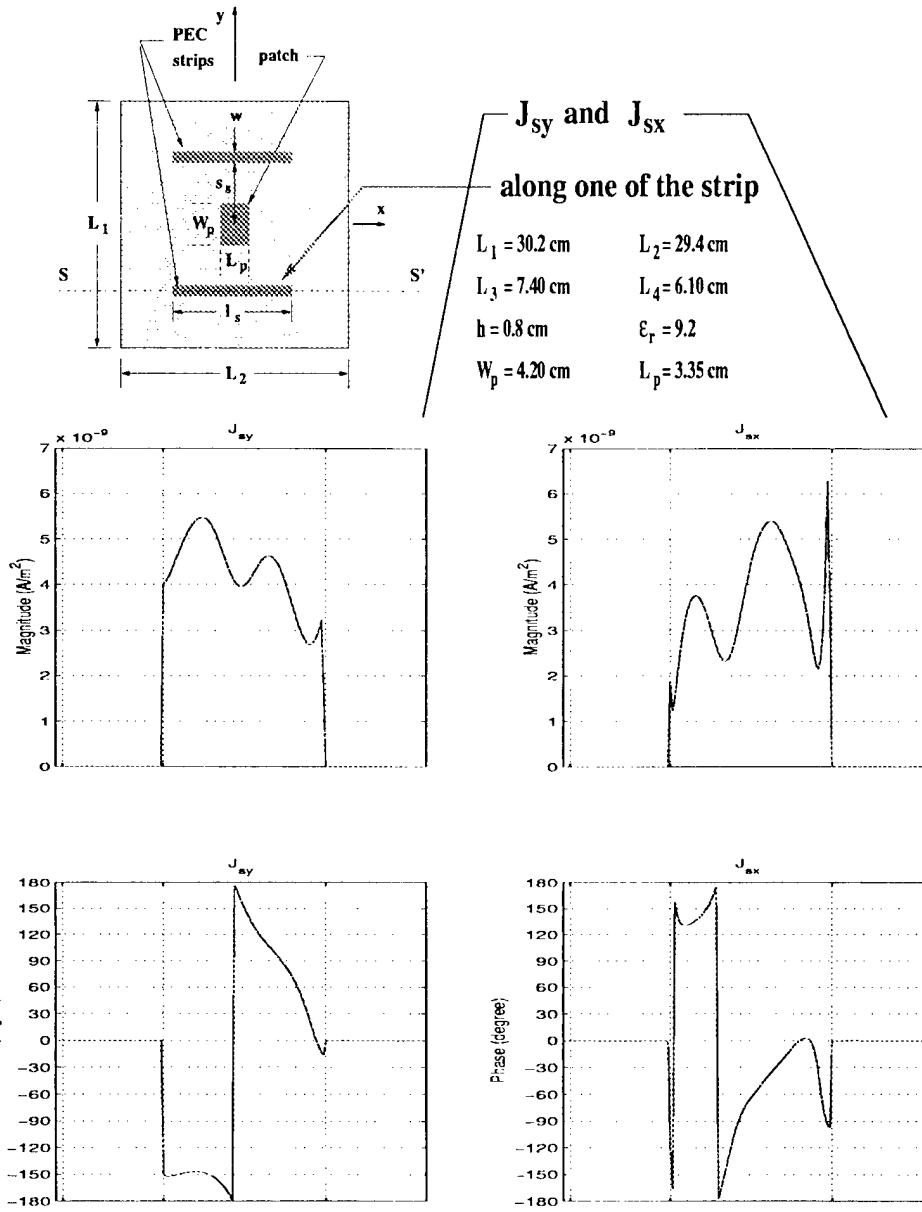 y
PEC
strips
patch
w
s_s
L_1
W_p
L_p
x
S
S'
l_s
L_2
J_sy and J_sx
along one of the strip
L_1 = 30.2 cm L_2 = 29.4 cm
L_3 = 7.40 cm L_4 = 6.10 cm
h = 0.8 cm ε_r = 9.2
W_p = 4.20 cm L_p = 3.35 cm
× 10^-9
J_sy
7
6
5
4
3
2
1
0
Magnitude (A/m²)
× 10^-9
J_sx
7
6
5
4
3
2
1
0
Magnitude (A/m²)
J_sy
180
150
120
90
60
30
0
−30
−60
−90
−120
−150
−180
J_sx
180
150
120
90
60
30
0
−30
−60
−90
−120
−150
−180
Phase (degree)